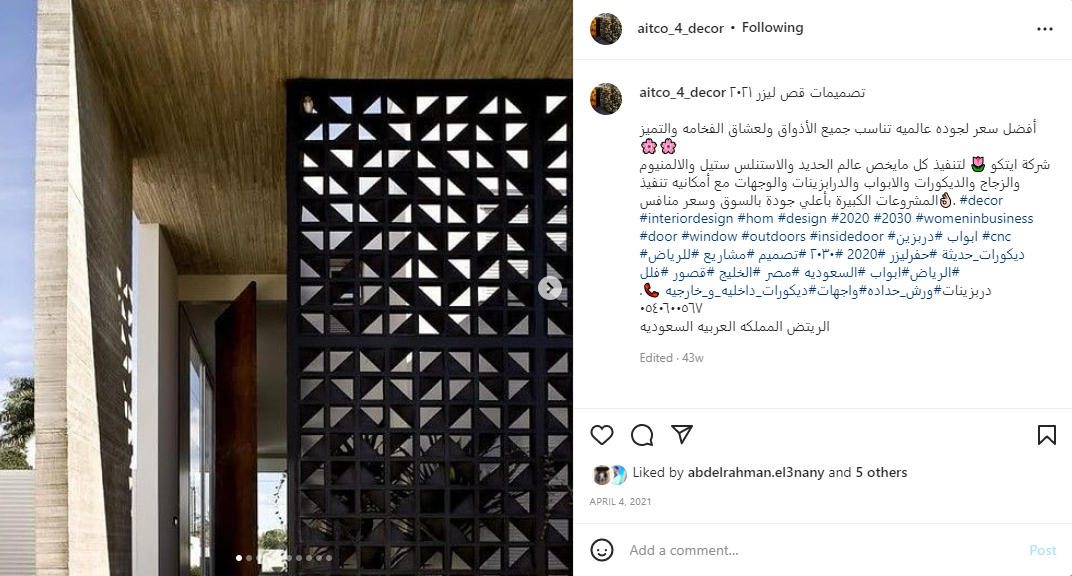 aitco_4_decor • Following
aitco_4_decor تصميمات قص ليزر ٢٠٢١
أفضل سعر لجوده عالميه تناسب جميع الأذواق ولعشاق الفخامه والتميز
🌸🌸
شركة ايتكو 🌷 لتنفيذ كل مايخص عالم الحديد والاستنلس ستيل والالمنيوم
والزجاج والديكورات والابواب والدرابزينات والوجهات مع أمكانيه تنفيذ
المشروعات الكبيرة بأعلي جودة بالسوق وسعر منافس👌🏻. #decor
#interiordesign #hom #design #2020 #2030 #womeninbusiness
#door #window #outdoors #insidedoor #ابواب #دربزين #cnc
#ديكورات_حديثة #حفرليزر #2020 #٢٠٣٠ #تصميم #مشاريع #للرياض
#الرياض#ابواب #السعوديه #مصر #الخليج #قصور #فلل
دربزينات#ورش_حداده#واجهات#ديكورات_داخليه_و_خارجيه 📞.
٠٥٤٠٦٠٠٥٦٧
الريتض المملكه العربيه السعوديه
Edited · 43w
Liked by abdelrahman.el3nany and 5 others
APRIL 4, 2021
Add a comment...
Post